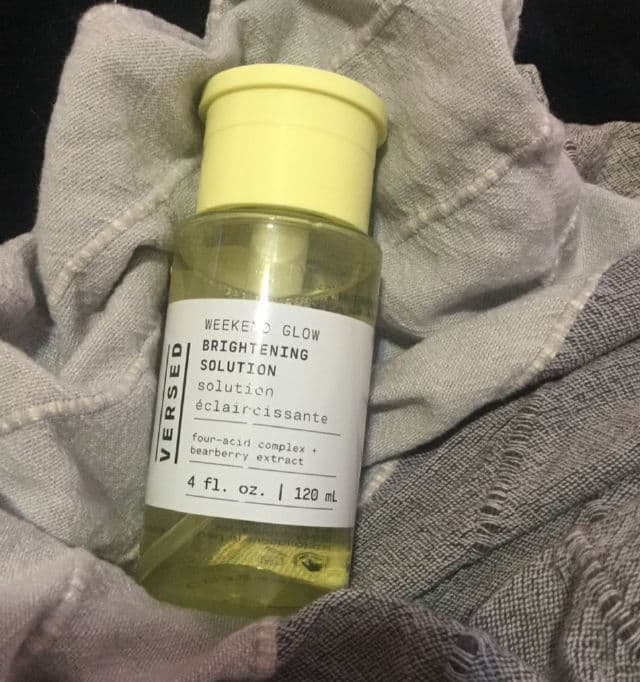 VERSED
WEEKEND GLOW
BRIGHTENING
SOLUTION
solution
éclaircissante
four-acid complex +
bearberry extract
4 fl. oz. | 120 mL